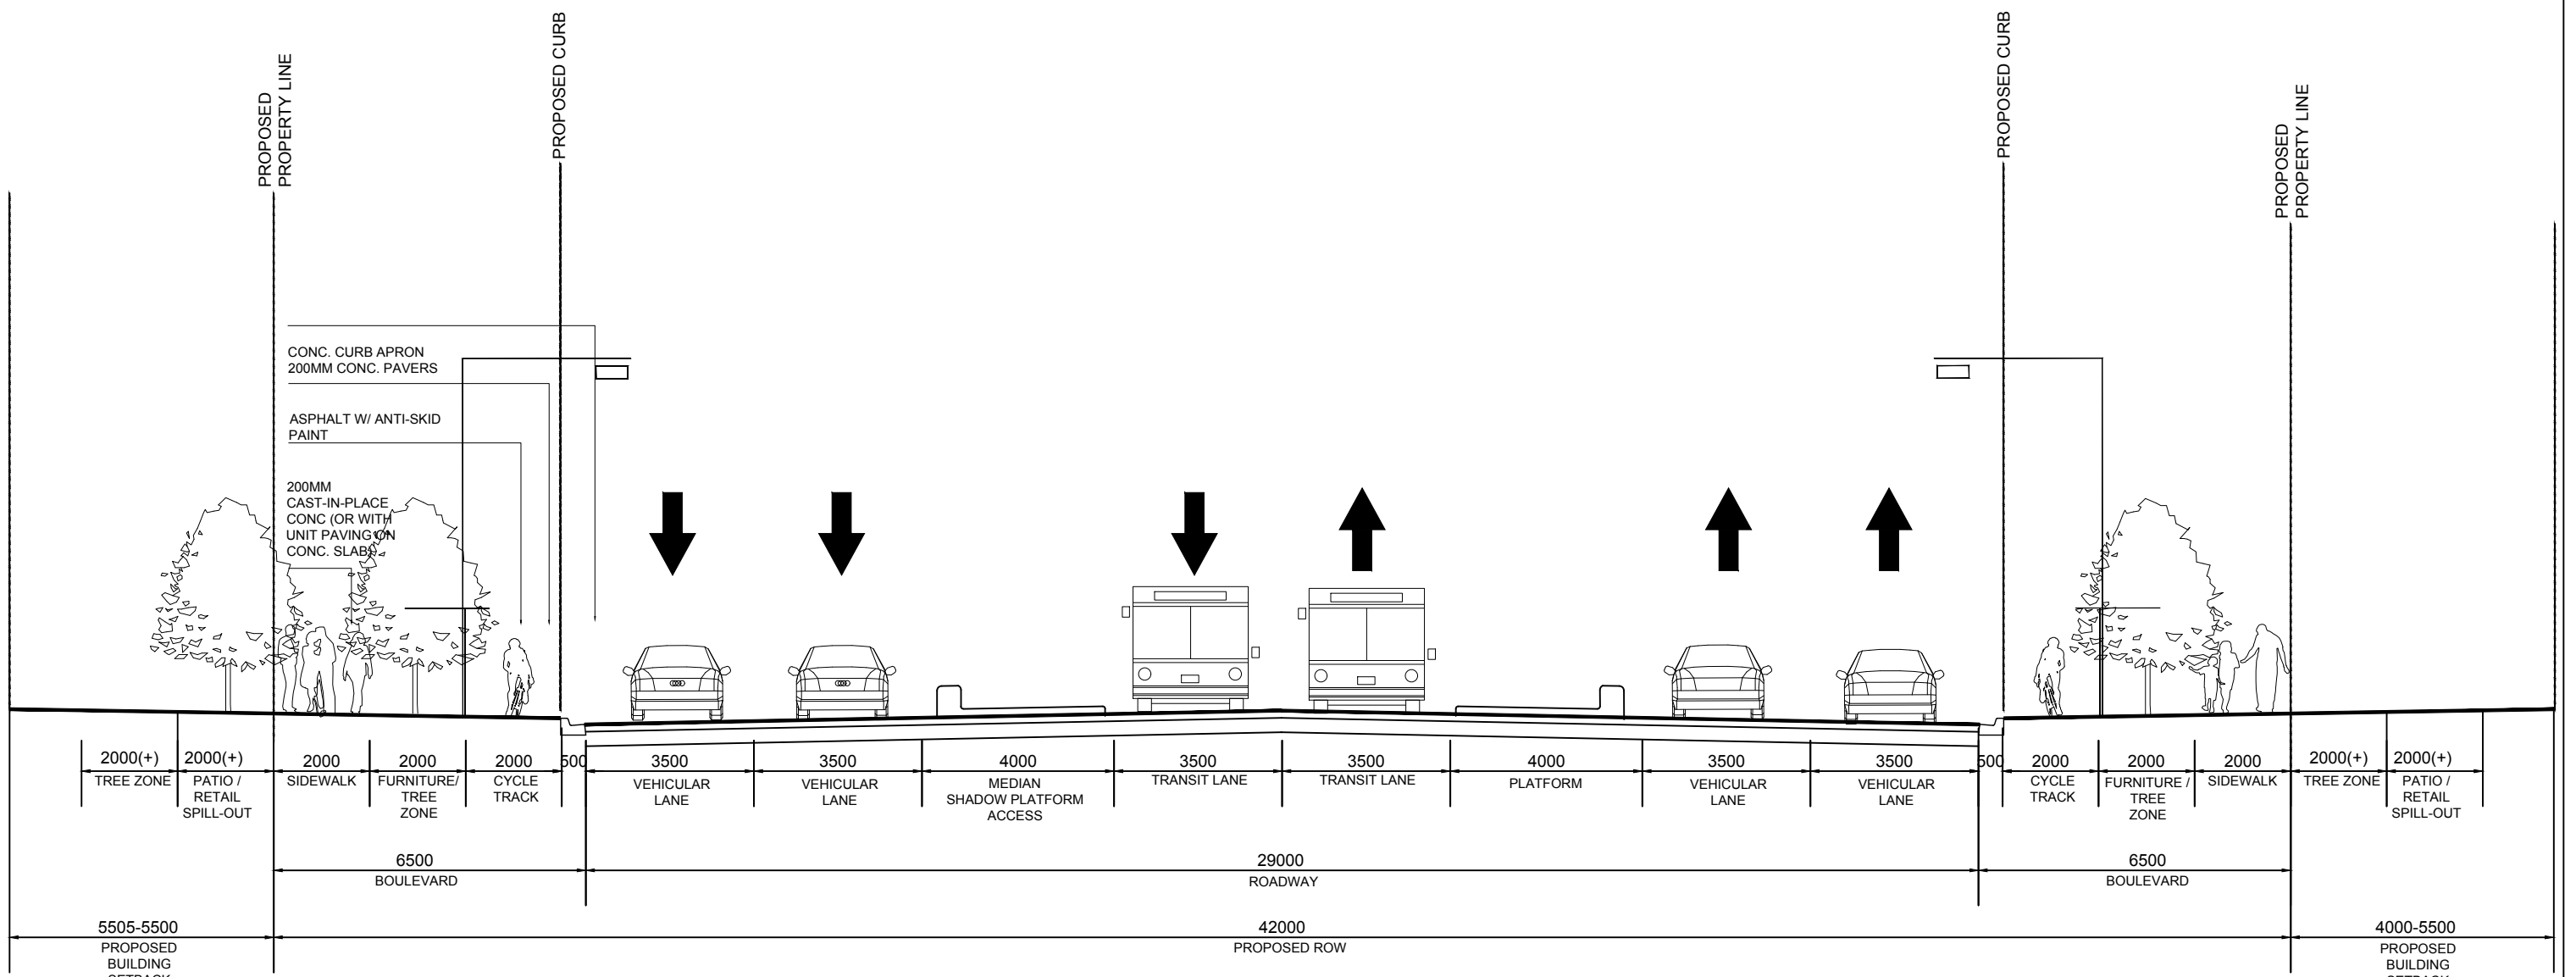 PROPOSED
PROPERTY LINE
PROPOSED CURB
PROPOSED CURB
PROPOSED
PROPERTY LINE
CONC. CURB APRON
200MM CONC. PAVERS
ASPHALT W/ ANTI-SKID
PAINT
200MM
CAST-IN-PLACE
CONC (OR WITH
UNIT PAVING ON
CONC. SLAB)
2000(+)
TREE ZONE
2000(+)
PATIO /
RETAIL
SPILL-OUT
2000
SIDEWALK
2000
FURNITURE/
TREE
ZONE
2000
CYCLE
TRACK
500
3500
VEHICULAR
LANE
3500
VEHICULAR
LANE
4000
MEDIAN
SHADOW PLATFORM
ACCESS
3500
TRANSIT LANE
3500
TRANSIT LANE
4000
PLATFORM
3500
VEHICULAR
LANE
3500
VEHICULAR
LANE
500
2000
CYCLE
TRACK
2000
FURNITURE /
TREE
ZONE
2000
SIDEWALK
2000(+)
TREE ZONE
2000(+)
PATIO /
RETAIL
SPILL-OUT
6500
BOULEVARD
29000
ROADWAY
6500
BOULEVARD
5505-5500
PROPOSED
BUILDING
SETBACK
42000
PROPOSED ROW
4000-5500
PROPOSED
BUILDING
SETBACK